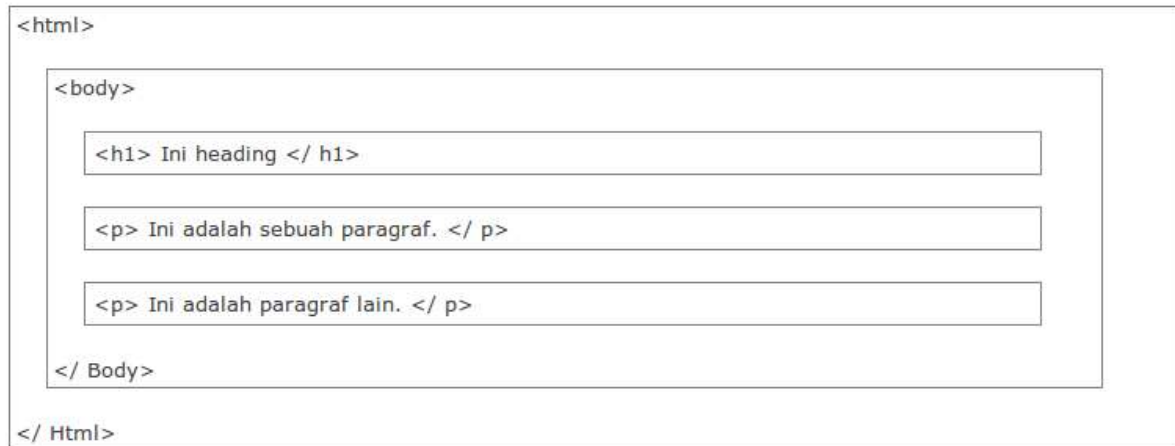 <html>
<body>
<h1> Ini heading </ h1>
<p> Ini adalah sebuah paragraf. </ p>
<p> Ini adalah paragraf lain. </ p>
</ Body>
</ Html>